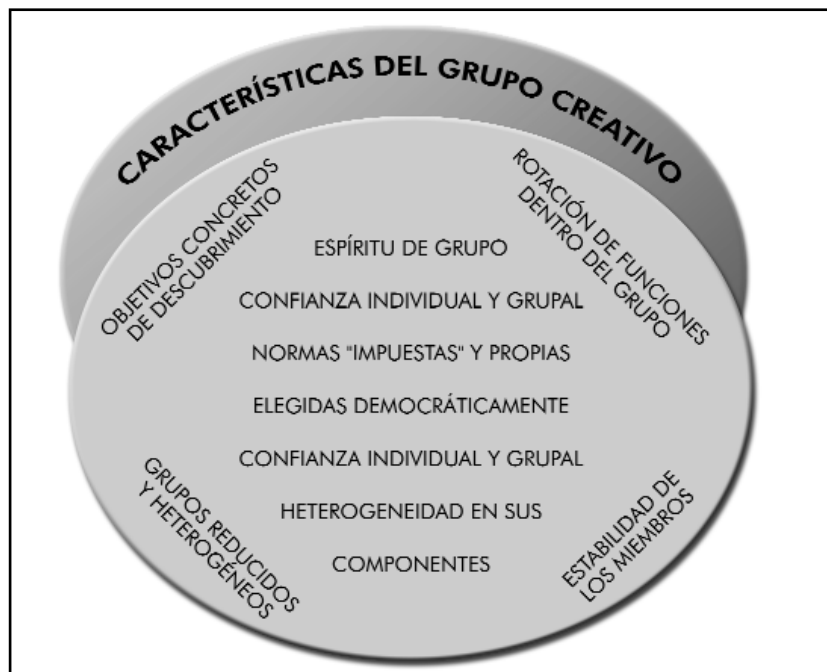 CARACTERÍSTICAS DEL GRUPO CREATIVO
OBJETIVOS CONCRETOS
DE DESCUBRIMIENTO
ROTACIÓN DE FUNCIONES
DENTRO DEL GRUPO
ESPÍRITU DE GRUPO
CONFIANZA INDIVIDUAL Y GRUPAL
NORMAS "IMPUESTAS" Y PROPIAS
ELEGIDAS DEMOCRÁTICAMENTE
CONFIANZA INDIVIDUAL Y GRUPAL
HETEROGENEIDAD EN SUS
COMPONENTES
GRUPOS REDUCIDOS
Y HETEROGÉNEOS
ESTABILIDAD DE
LOS MIEMBROS